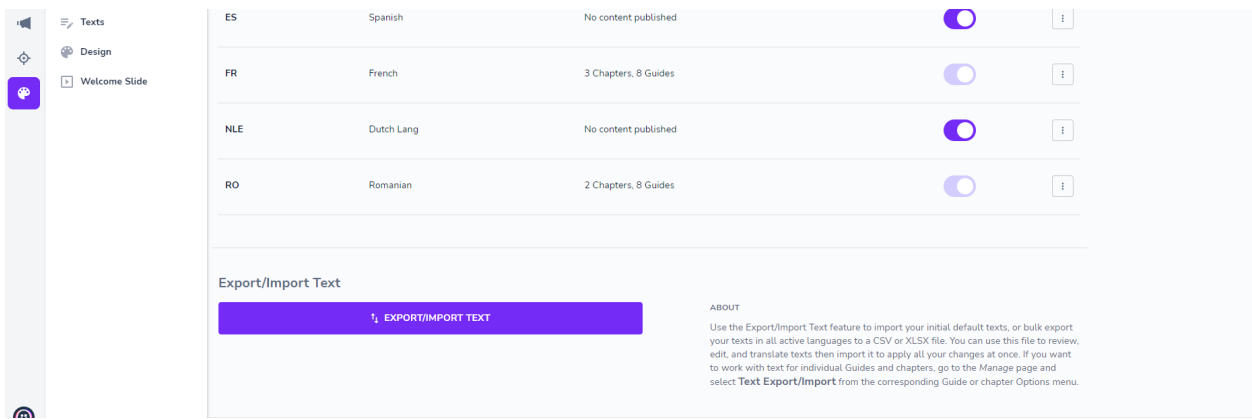 Texts
Design
Welcome Slide
ES Spanish No content published
FR French 3 Chapters, 8 Guides
NLE Dutch Lang No content published
RO Romanian 2 Chapters, 8 Guides
Export/Import Text
EXPORT/IMPORT TEXT
ABOUT
Use the Export/Import Text feature to import your initial default texts, or bulk export
your texts in all active languages to a CSV or XLSX file. You can use this file to review,
edit, and translate texts then import it to apply all your changes at once. If you want
to work with text for individual Guides and chapters, go to the Manage page and
select Text Export/Import from the corresponding Guide or chapter Options menu.